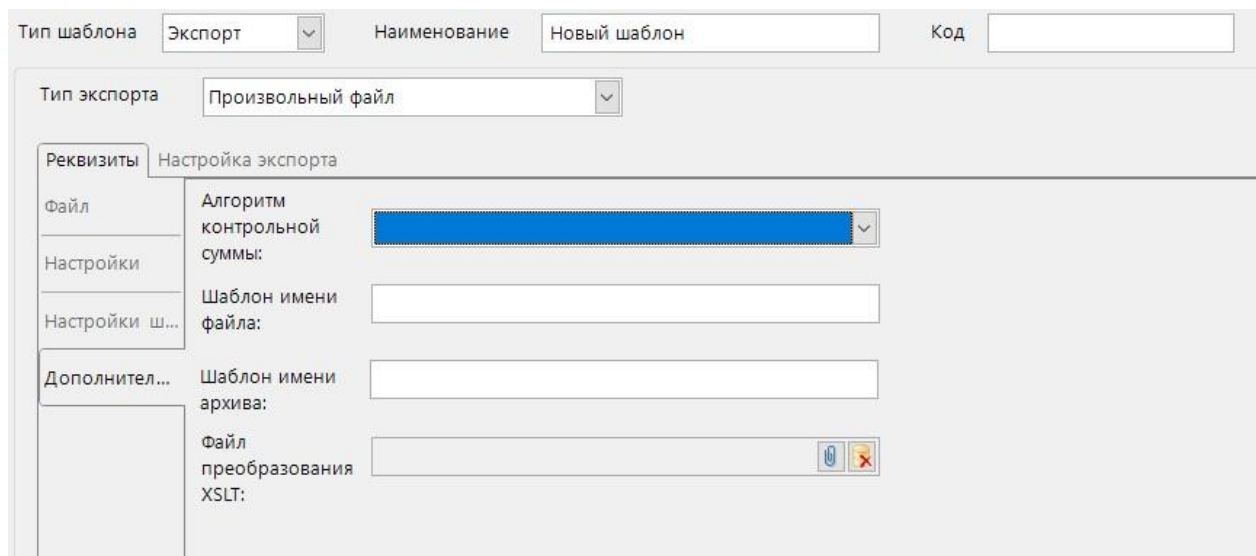 Тип шаблона Экспорт Наименование Новый шаблон Код
Тип экспорта Произвольный файл
Реквизиты Настройка экспорта
Файл
Настройки
Настройки ш...
Дополнител...
Алгоритм
контрольной
суммы:
Шаблон имени
файла:
Шаблон имени
архива:
Файл
преобразования
XSLT: